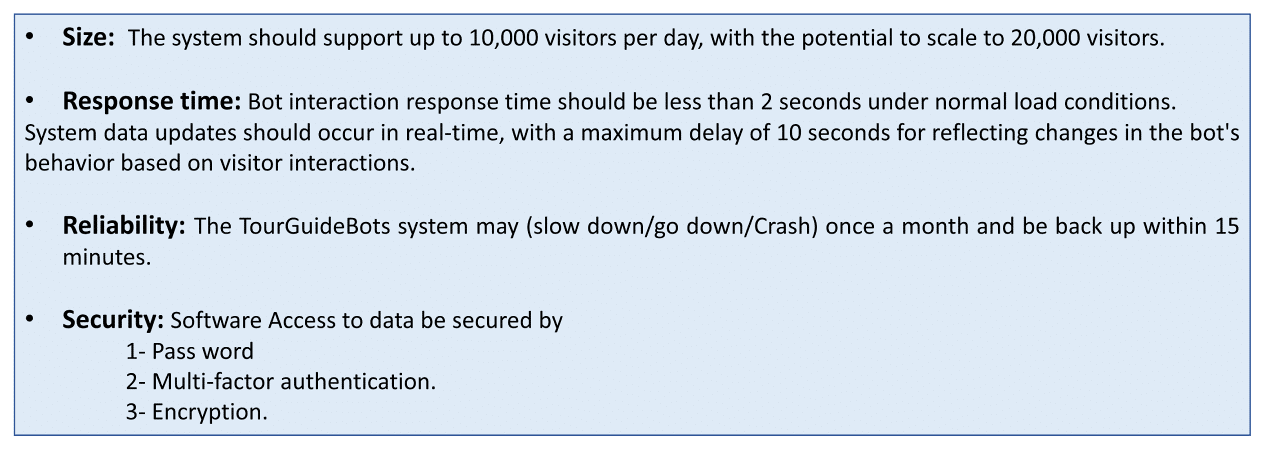 • Size: The system should support up to 10,000 visitors per day, with the potential to scale to 20,000 visitors.
• Response time: Bot interaction response time should be less than 2 seconds under normal load conditions.
System data updates should occur in real-time, with a maximum delay of 10 seconds for reflecting changes in the bot's
behavior based on visitor interactions.
• Reliability: The TourGuideBots system may (slow down/go down/Crash) once a month and be back up within 15
minutes.
• Security: Software Access to data be secured by
1- Pass word
2- Multi-factor authentication.
3- Encryption.